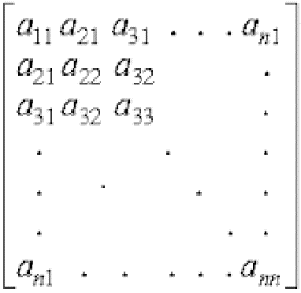 a₁₁ a₂₁ a₃₁ . . . aₙ₁
a₂₁ a₂₂ a₃₂ .
a₃₁ a₃₂ a₃₃ .
. . .
. . . .
. . .
aₙ₁ . . . . . aₙₙ